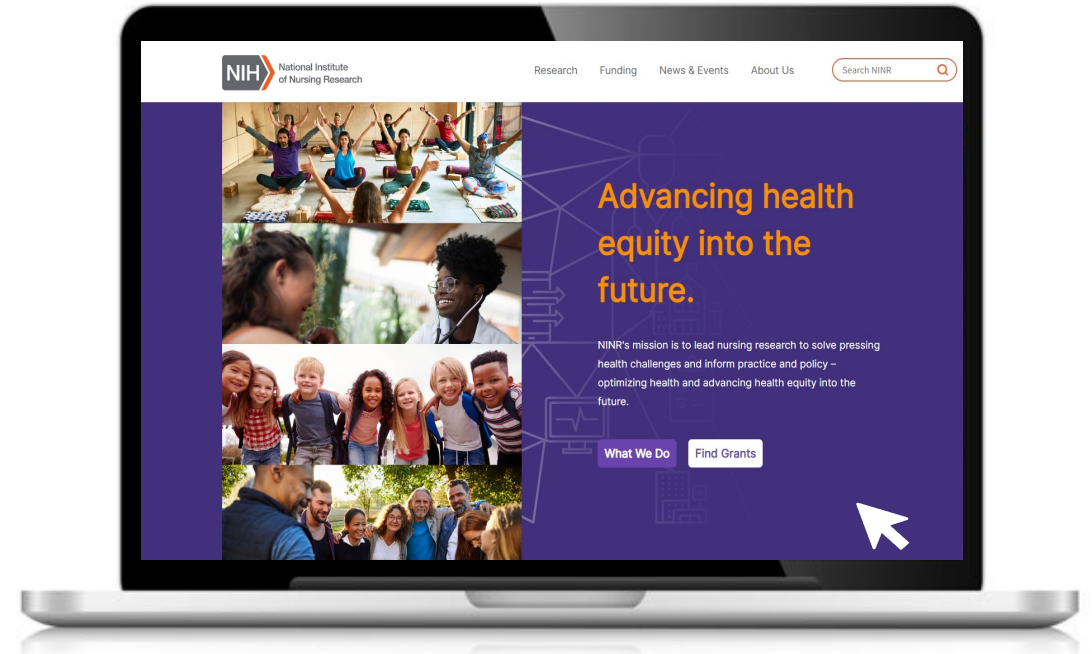 NIH
National Institute
of Nursing Research
Research Funding News & Events About Us Search NINR
Advancing health
equity into the
future.
NINR's mission is to lead nursing research to solve pressing
health challenges and inform practice and policy –
optimizing health and advancing health equity into the
future.
What We Do Find Grants